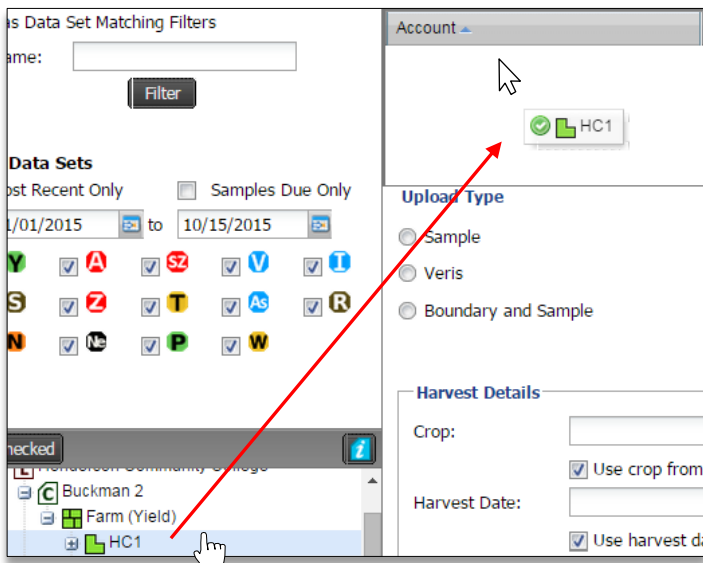 as Data Set Matching Filters
ame:
Filter
Data Sets
ost Recent Only
Samples Due Only
1/01/2015 to 10/15/2015
Y A SZ V I
S Z T As R
N Ne P W
hecked
i
Buckman 2
Farm (Yield)
HC1
Account
HC1
Upload Type
Sample
Veris
Boundary and Sample
Harvest Details
Crop:
Use crop from
Harvest Date:
Use harvest da